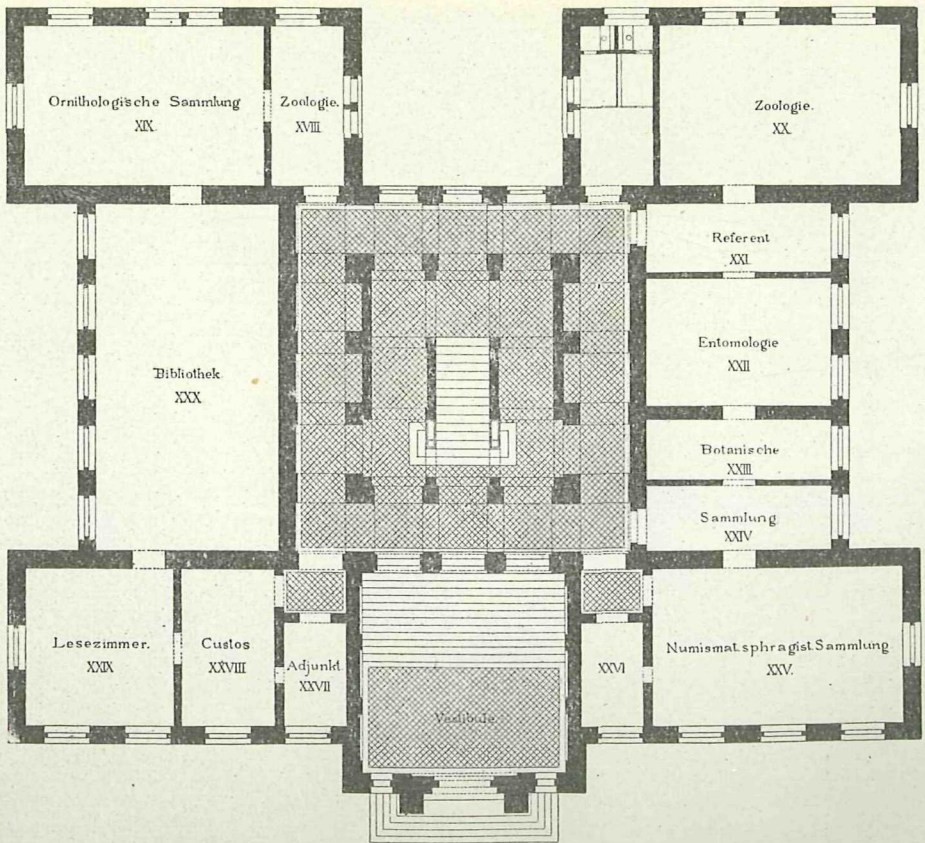 Ornithologische Sammlung
XIX.
Zoologie.
XVIII.
Zoologie.
XX.
Referent
XXI.
Entomologie
XXII
Bibliothek.
XXX.
Botanische
XXIII.
Sammlung
XXIV
Lesezimmer.
XXIX
Custos
XXVIII
Adjunkt
XXVII
Vestibule.
XXVI
Numismat.sphragist.Sammlung
XXV.